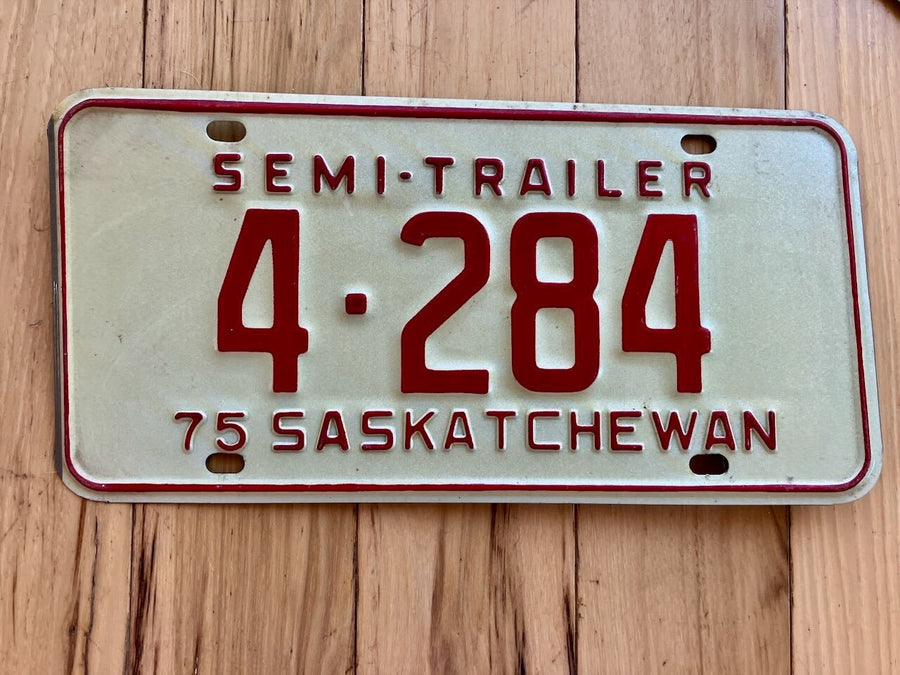 SEMI-TRAILER
4·284
75 SASKATCHEWAN